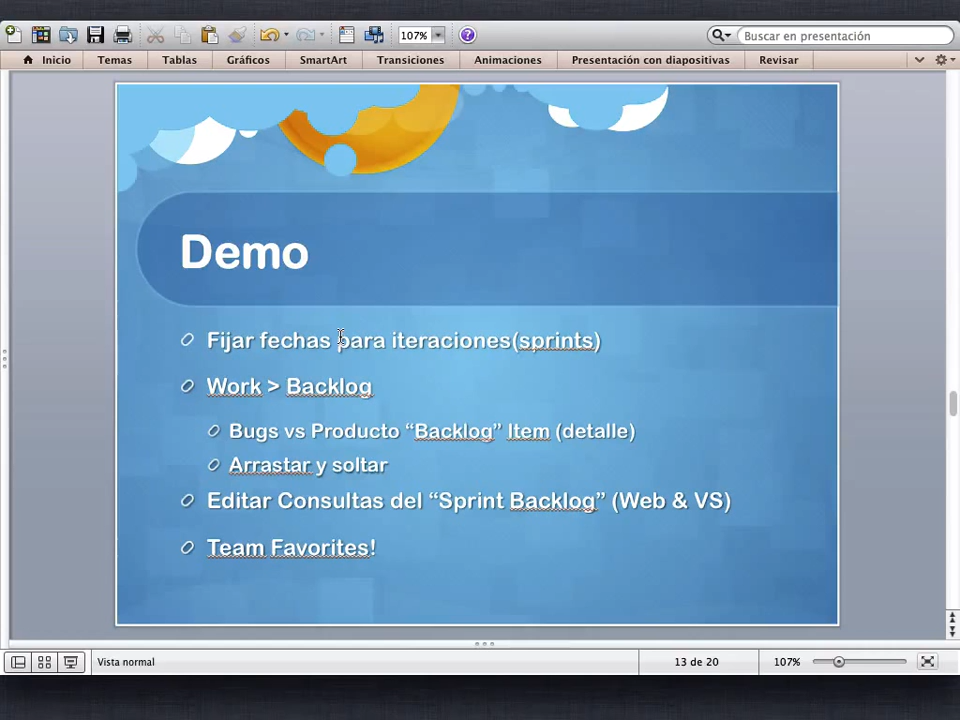 107%
Buscar en presentación
Inicio
Temas
Tablas
Gráficos
SmartArt
Transiciones
Animaciones
Presentación con diapositivas
Revisar
Demo
Fijar fechas para iteraciones(sprints)
Work > Backlog
Bugs vs Producto “Backlog” Item (detalle)
Arrastar y soltar
Editar Consultas del “Sprint Backlog” (Web & VS)
Team Favorites!
Vista normal
13 de 20
107%